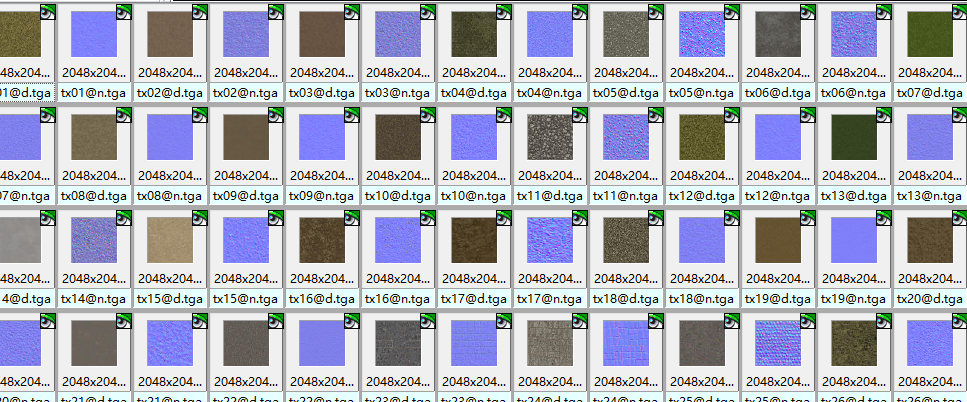 48x204... 2048x204... 2048x204... 2048x204... 2048x204... 2048x204... 2048x204... 2048x204... 2048x204... 2048x204... 2048x204... 2048x204... 2048x204...
01@d.tga tx01@n.tga tx02@d.tga tx02@n.tga tx03@d.tga tx03@n.tga tx04@d.tga tx04@n.tga tx05@d.tga tx05@n.tga tx06@d.tga tx06@n.tga tx07@d.tga
48x204... 2048x204... 2048x204... 2048x204... 2048x204... 2048x204... 2048x204... 2048x204... 2048x204... 2048x204... 2048x204... 2048x204... 2048x204...
07@n.tga tx08@d.tga tx08@n.tga tx09@d.tga tx09@n.tga tx10@d.tga tx10@n.tga tx11@d.tga tx11@n.tga tx12@d.tga tx12@n.tga tx13@d.tga tx13@n.tga
48x204... 2048x204... 2048x204... 2048x204... 2048x204... 2048x204... 2048x204... 2048x204... 2048x204... 2048x204... 2048x204... 2048x204... 2048x204...
4@d.tga tx14@n.tga tx15@d.tga tx15@n.tga tx16@d.tga tx16@n.tga tx17@d.tga tx17@n.tga tx18@d.tga tx18@n.tga tx19@d.tga tx19@n.tga tx20@d.tga
48x204... 2048x204... 2048x204... 2048x204... 2048x204... 2048x204... 2048x204... 2048x204... 2048x204... 2048x204... 2048x204... 2048x204... 2048x204...
20@n.tga tx21@d.tga tx21@n.tga tx22@d.tga tx22@n.tga tx23@d.tga tx23@n.tga tx24@d.tga tx24@n.tga tx25@d.tga tx25@n.tga tx26@d.tga tx26@n.tga